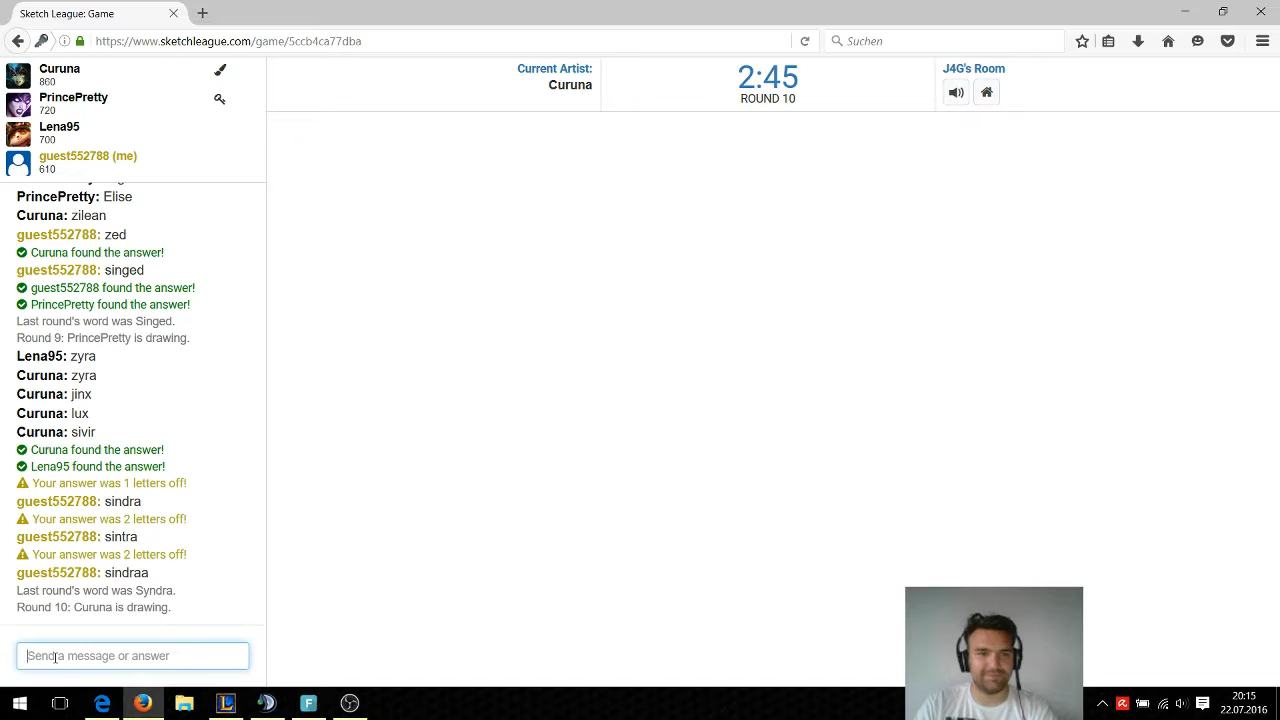 Sketch League: Game
https://www.sketchleague.com/game/5ccb4ca77dba
Suchen
Curuna
860
PrincePretty
720
Lena95
700
guest552788 (me)
610
Current Artist:
Curuna
2:45
ROUND 10
J4G's Room
PrincePretty: Elise
Curuna: zilean
guest552788: zed
Curuna found the answer!
guest552788: singed
guest552788 found the answer!
PrincePretty found the answer!
Last round's word was Singed.
Round 9: PrincePretty is drawing.
Lena95: zyra
Curuna: zyra
Curuna: jinx
Curuna: lux
Curuna: sivir
Curuna found the answer!
Lena95 found the answer!
Your answer was 1 letters off!
guest552788: sindra
Your answer was 2 letters off!
guest552788: sintra
Your answer was 2 letters off!
guest552788: sindraa
Last round's word was Syndra.
Round 10: Curuna is drawing.
Send a message or answer
20:15
22.07.2016